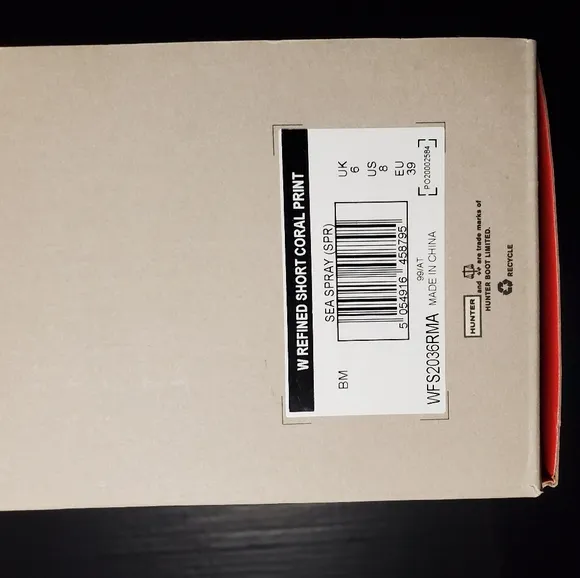 W REFINED SHORT CORAL PRINT
SEA SPRAY (SPR)
BM
UK
6
US
8
EU
39
5 054916 458795
99/AT
WFS2036RMA MADE IN CHINA
PO20002584
HUNTER and are trade marks of
HUNTER BOOT LIMITED.
RECYCLE